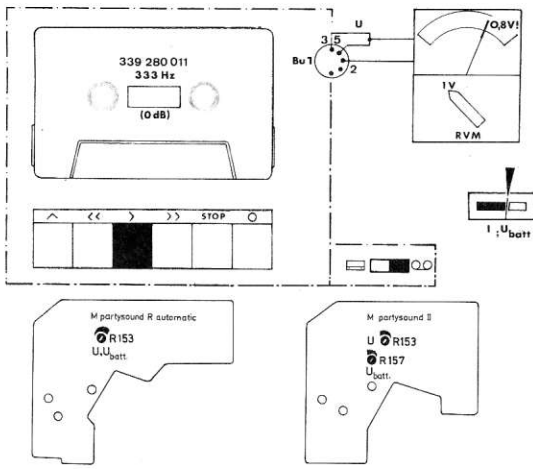 339 280 011
333 Hz
(0 dB)
U
3 5
2
Bu 1
0,8V!
1V
RVM
I ; Ubatt
^ << > >> STOP O
M partysound R automatic
R153
U,Ubatt.
M partysound II
U R153
R157
Ubatt.